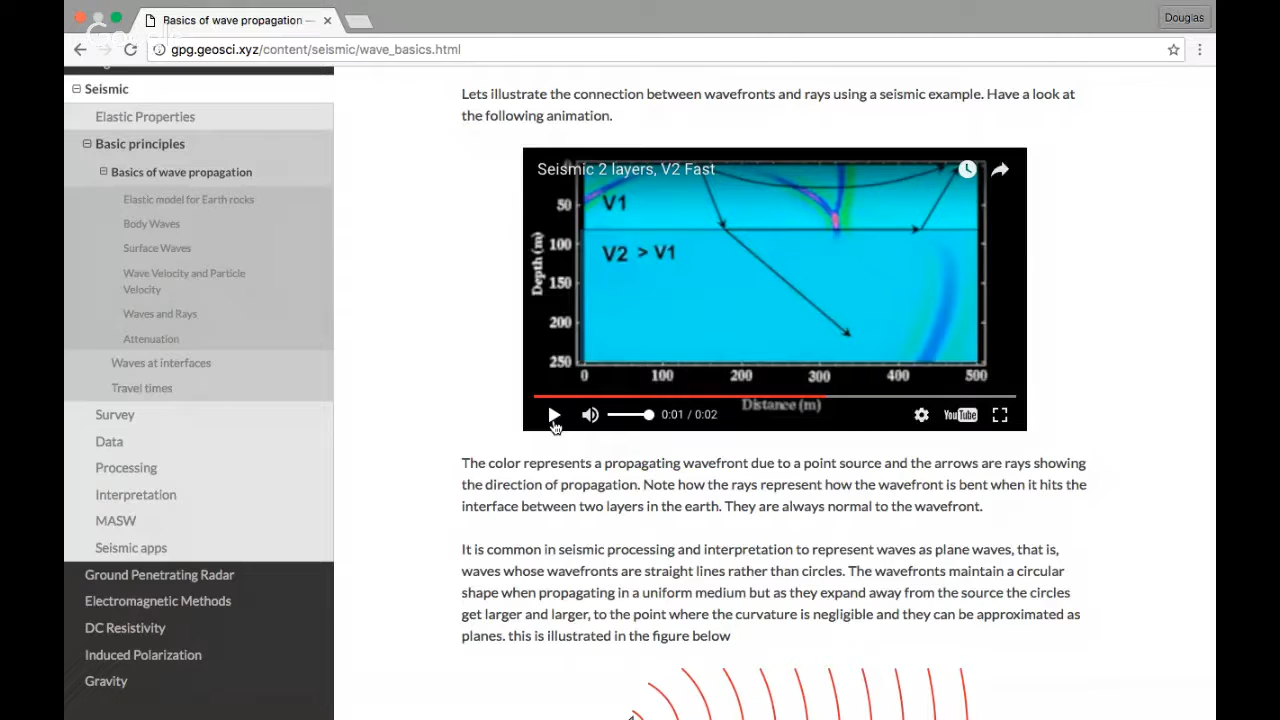 Basics of wave propagation —
Douglas
gpg.geosci.xyz/content/seismic/wave_basics.html
Seismic
Elastic Properties
Basic principles
Basics of wave propagation
Elastic model for Earth rocks
Body Waves
Surface Waves
Wave Velocity and Particle
Velocity
Waves and Rays
Attenuation
Waves at interfaces
Travel times
Survey
Data
Processing
Interpretation
MASW
Seismic apps
Ground Penetrating Radar
Electromagnetic Methods
DC Resistivity
Induced Polarization
Gravity
Lets illustrate the connection between wavefronts and rays using a seismic example. Have a look at
the following animation.
Seismic 2 layers, V2 Fast
V1
V2 > V1
Depth (m)
50
100
150
200
250
0 100 200 300 400 500
Distance (m)
0:01 / 0:02
YouTube
The color represents a propagating wavefront due to a point source and the arrows are rays showing
the direction of propagation. Note how the rays represent how the wavefront is bent when it hits the
interface between two layers in the earth. They are always normal to the wavefront.
It is common in seismic processing and interpretation to represent waves as plane waves, that is,
waves whose wavefronts are straight lines rather than circles. The wavefronts maintain a circular
shape when propagating in a uniform medium but as they expand away from the source the circles
get larger and larger, to the point where the curvature is negligible and they can be approximated as
planes. this is illustrated in the figure below